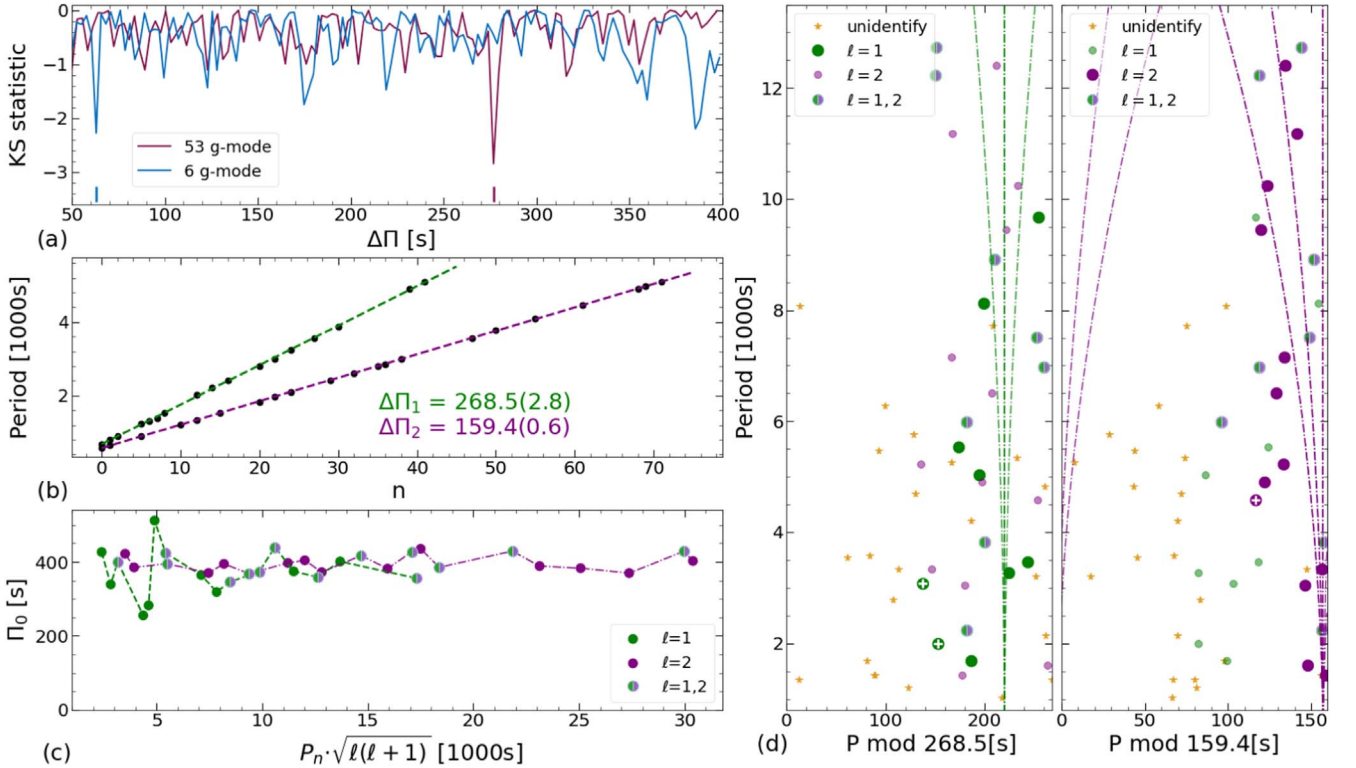 0
−1
−2
−3
KS statistic
53 g-mode
6 g-mode
50 100 150 200 250 300 350 400
(a)
ΔΠ [s]
4
2
Period [1000s]
ΔΠ₁ = 268.5(2.8)
ΔΠ₂ = 159.4(0.6)
0 10 20 30 40 50 60 70
(b)
n
400
200
0
Π₀ [s]
ℓ=1
ℓ=2
ℓ=1,2
5 10 15 20 25 30
(c)
Pₙ·√ℓ(ℓ + 1) [1000s]
unidentify
ℓ = 1
ℓ = 2
ℓ = 1, 2
12
10
8
6
4
2
Period [1000s]
0 100 200
P mod 268.5[s]
unidentify
ℓ = 1
ℓ = 2
ℓ = 1, 2
0 50 100 150
P mod 159.4[s]
(d)